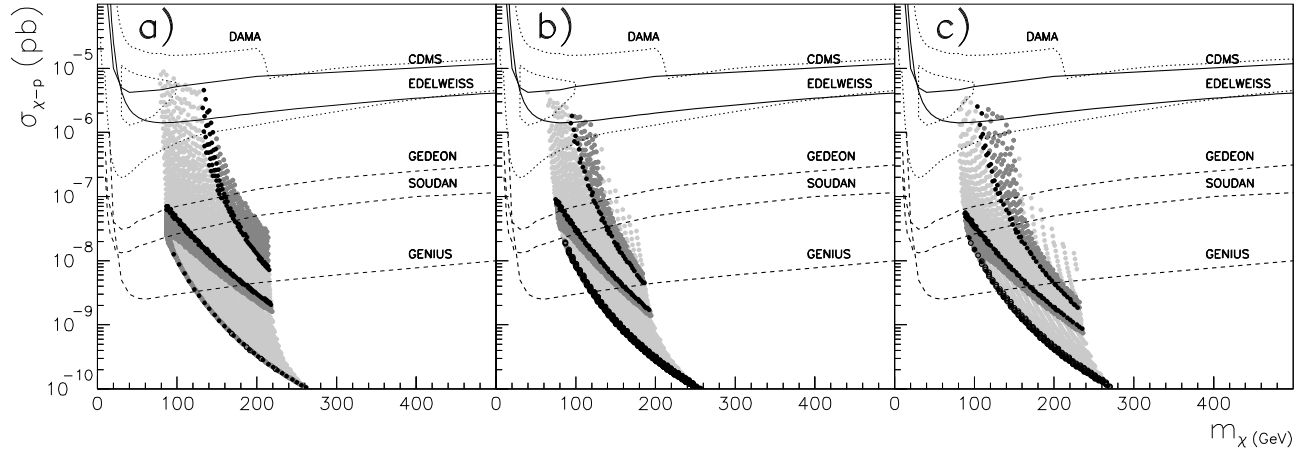 a) b) c)
DAMA DAMA DAMA
CDMS CDMS CDMS
EDELWEISS EDELWEISS EDELWEISS
GEDEON GEDEON GEDEON
SOUDAN SOUDAN SOUDAN
GENIUS GENIUS GENIUS
σχ-p (pb)
10⁻⁵
10⁻⁶
10⁻⁷
10⁻⁸
10⁻⁹
10⁻¹⁰
0 100 200 300 400 0 100 200 300 400 0 100 200 300 400
mχ (GeV)